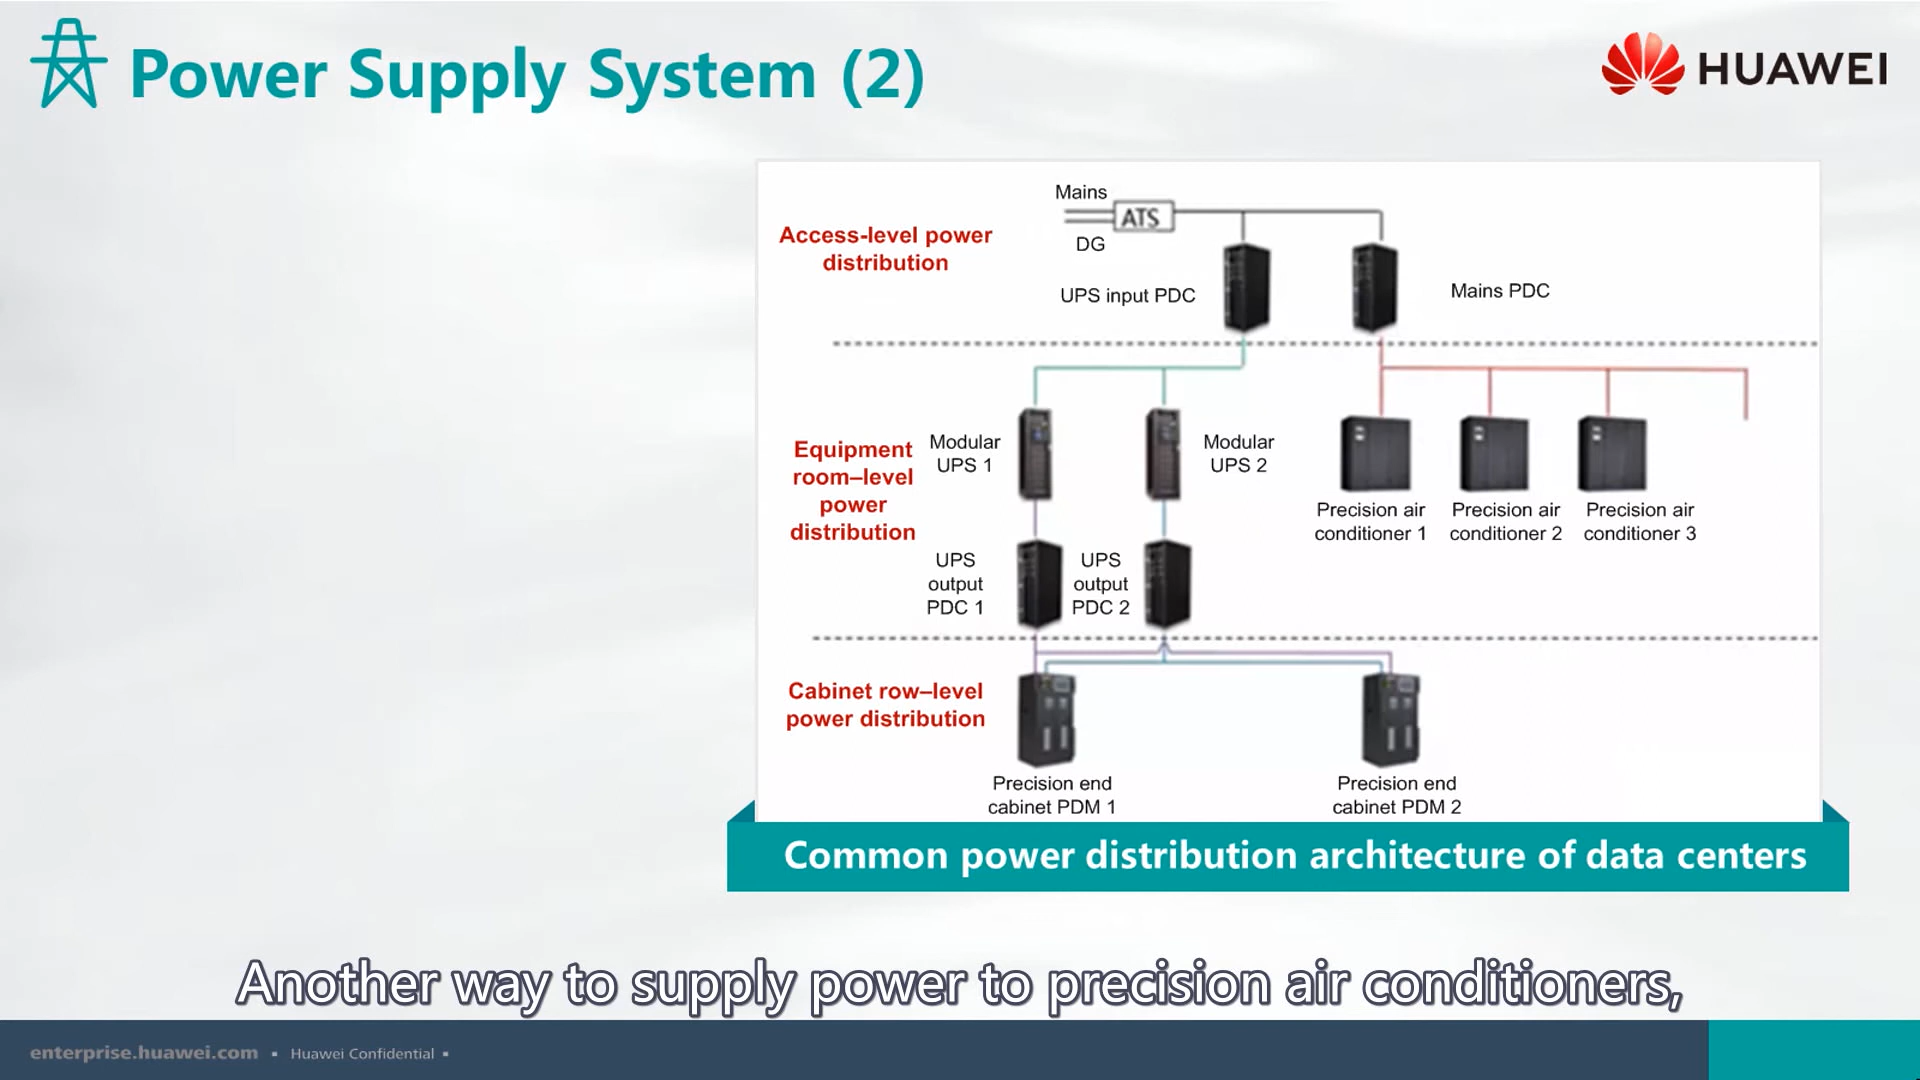 Power Supply System (2)
HUAWEI
Mains
ATS
DG
Access-level power
distribution
UPS input PDC
Mains PDC
Equipment
room–level
power
distribution
Modular
UPS 1
Modular
UPS 2
Precision air
conditioner 1
Precision air
conditioner 2
Precision air
conditioner 3
UPS
output
PDC 1
UPS
output
PDC 2
Cabinet row–level
power distribution
Precision end
cabinet PDM 1
Precision end
cabinet PDM 2
Common power distribution architecture of data centers
Another way to supply power to precision air conditioners,
enterprise.huawei.com ▪ Huawei Confidential ▪